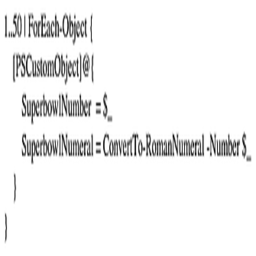 1..50 | ForEach-Object {
[PSCustomObject]@{
SuperbowlNumber = $_
SuperbowlNumeral = ConvertTo-RomanNumeral -Number $_
}
}